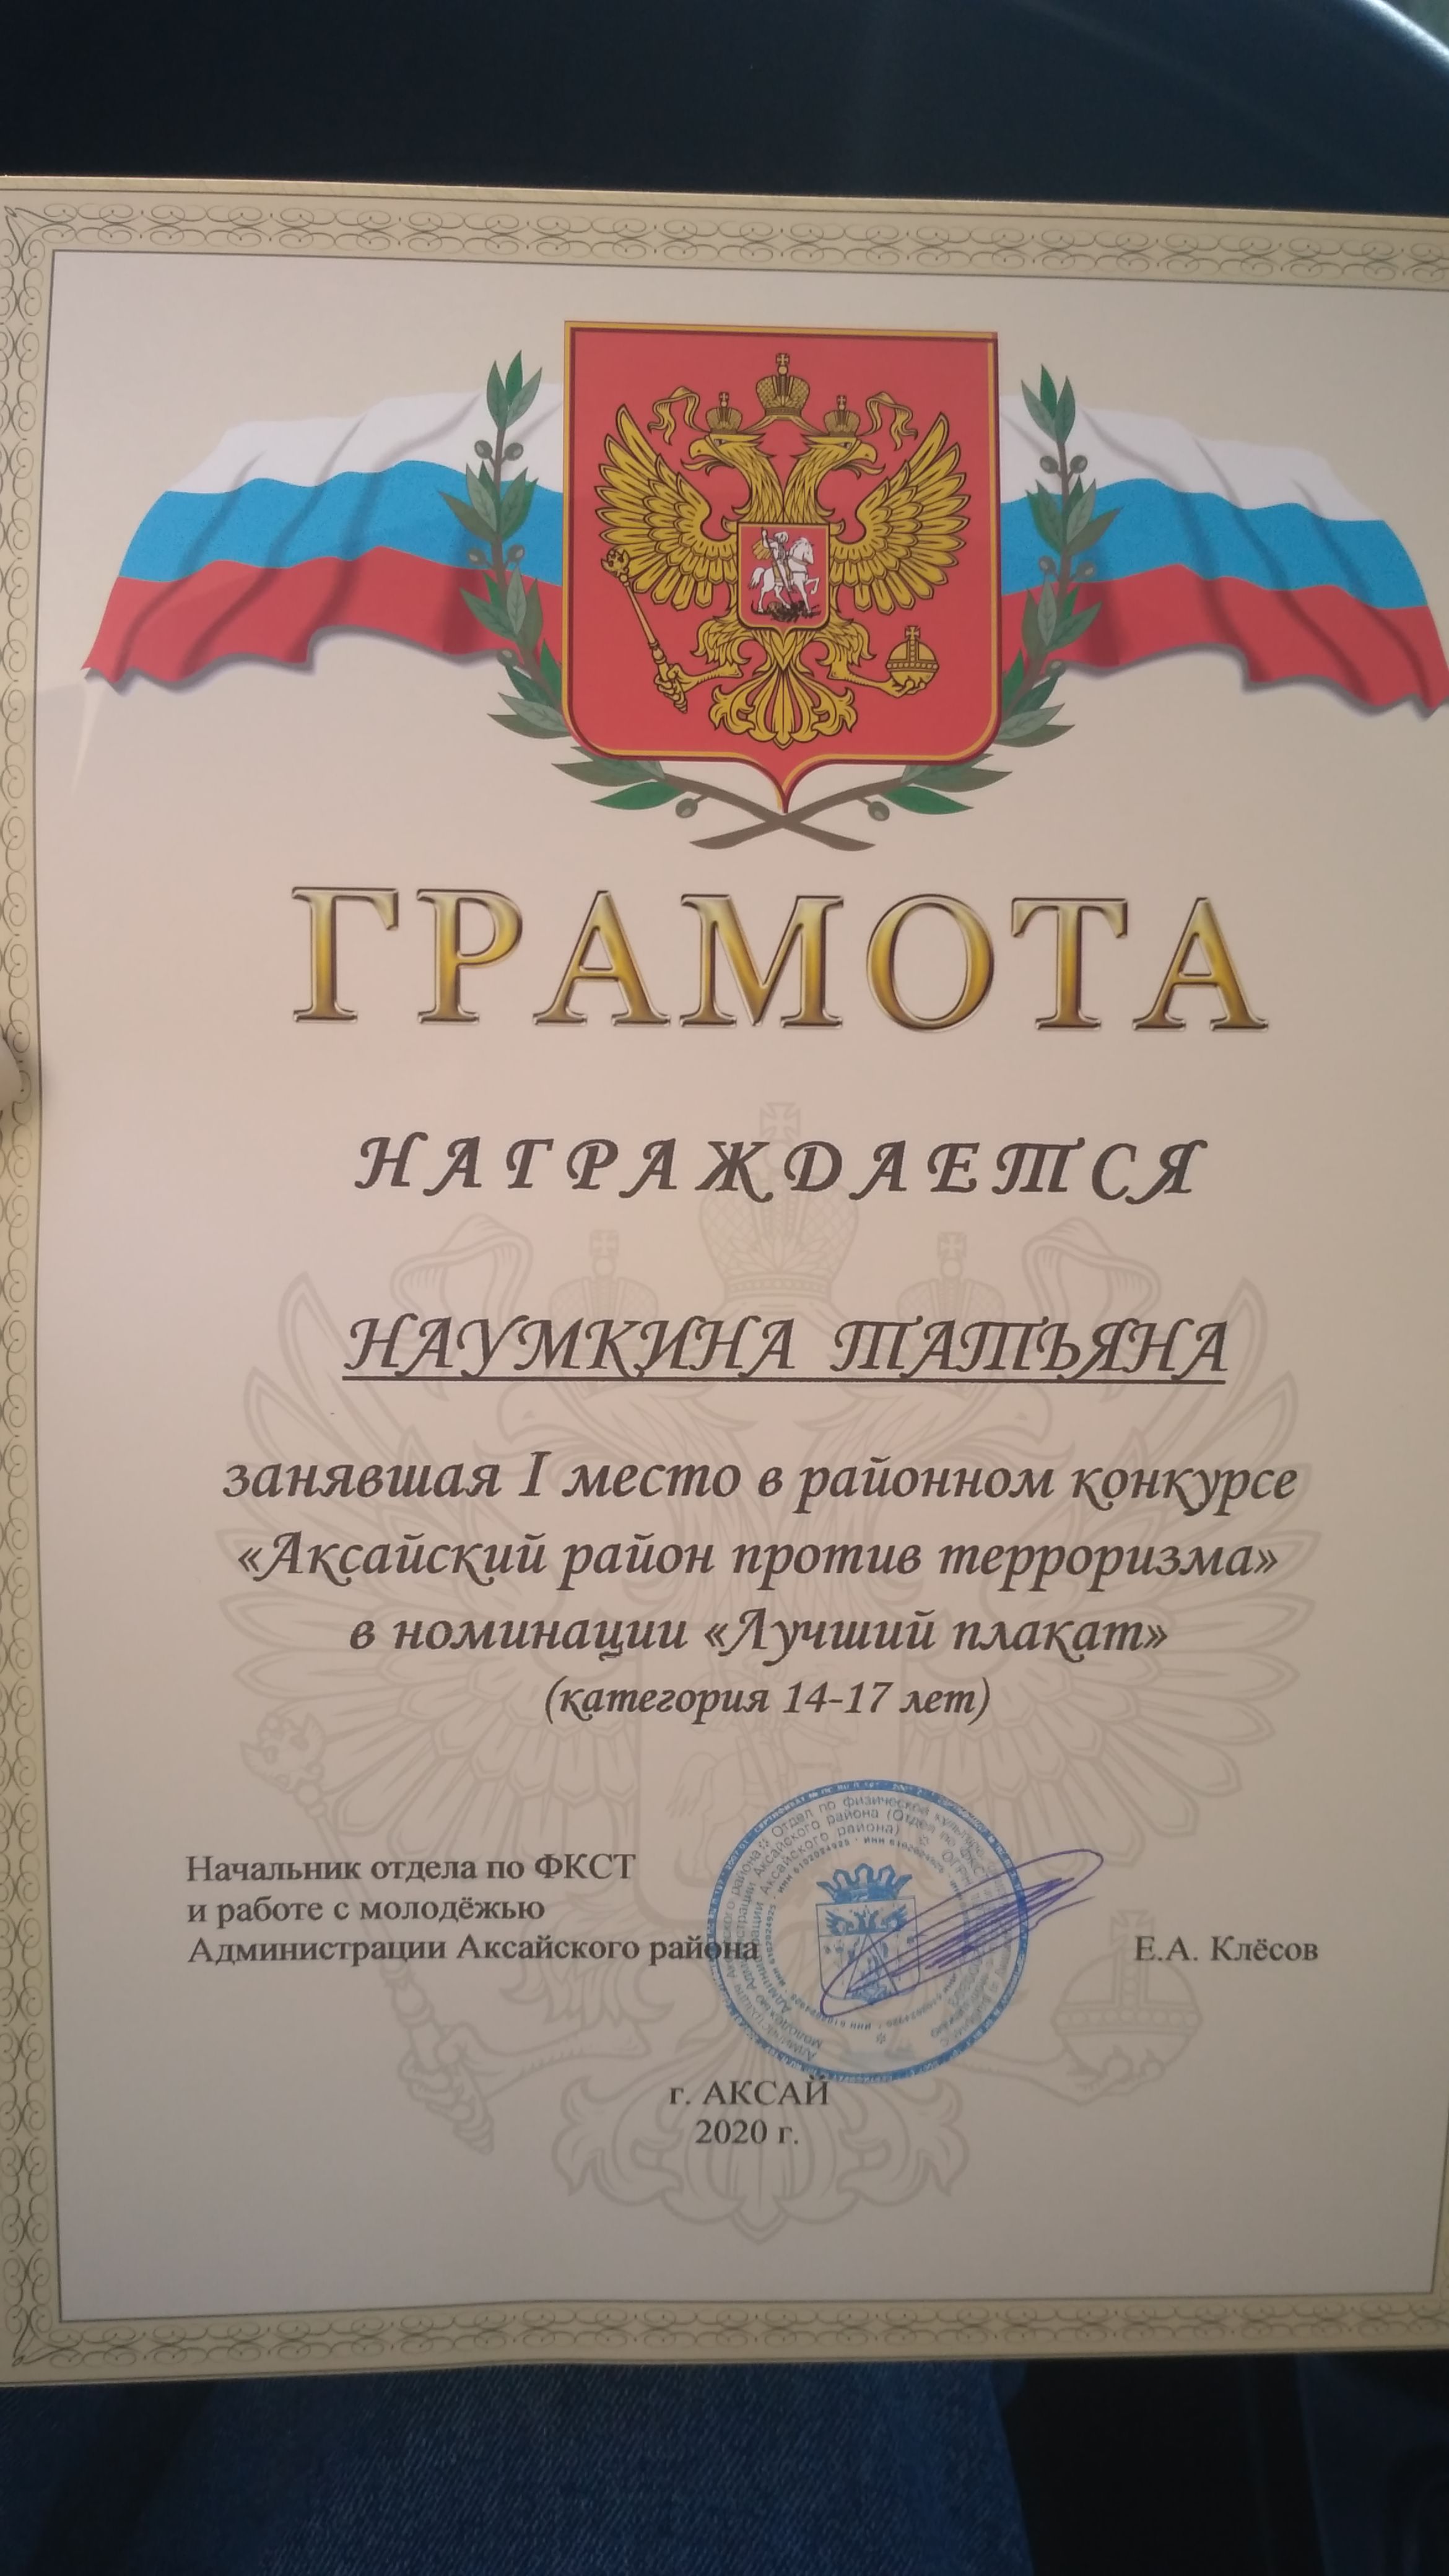 ГРАМОТА
НАГРАЖДАЕТСЯ
НАУМКИНА ТАТЬЯНА
занявшая I место в районном конкурсе
«Аксайский район против терроризма»
в номинации «Лучший плакат»
(категория 14-17 лет)
Начальник отдела по ФКСТ
и работе с молодёжью
Администрации Аксайского района
Е.А. Клёсов
г. АКСАЙ
2020 г.